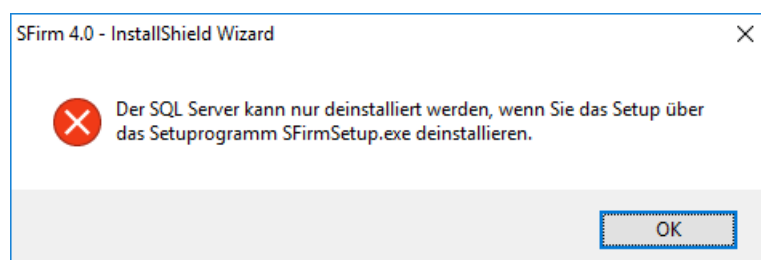 SFirm 4.0 - InstallShield Wizard
Der SQL Server kann nur deinstalliert werden, wenn Sie das Setup über
das Setuprogramm SFirmSetup.exe deinstallieren.
OK